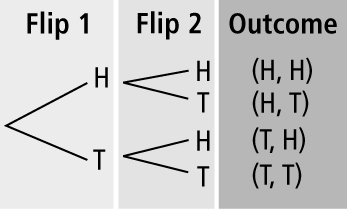 Flip 1 Flip 2 Outcome
H H (H, H)
T (H, T)
T H (T, H)
T (T, T)